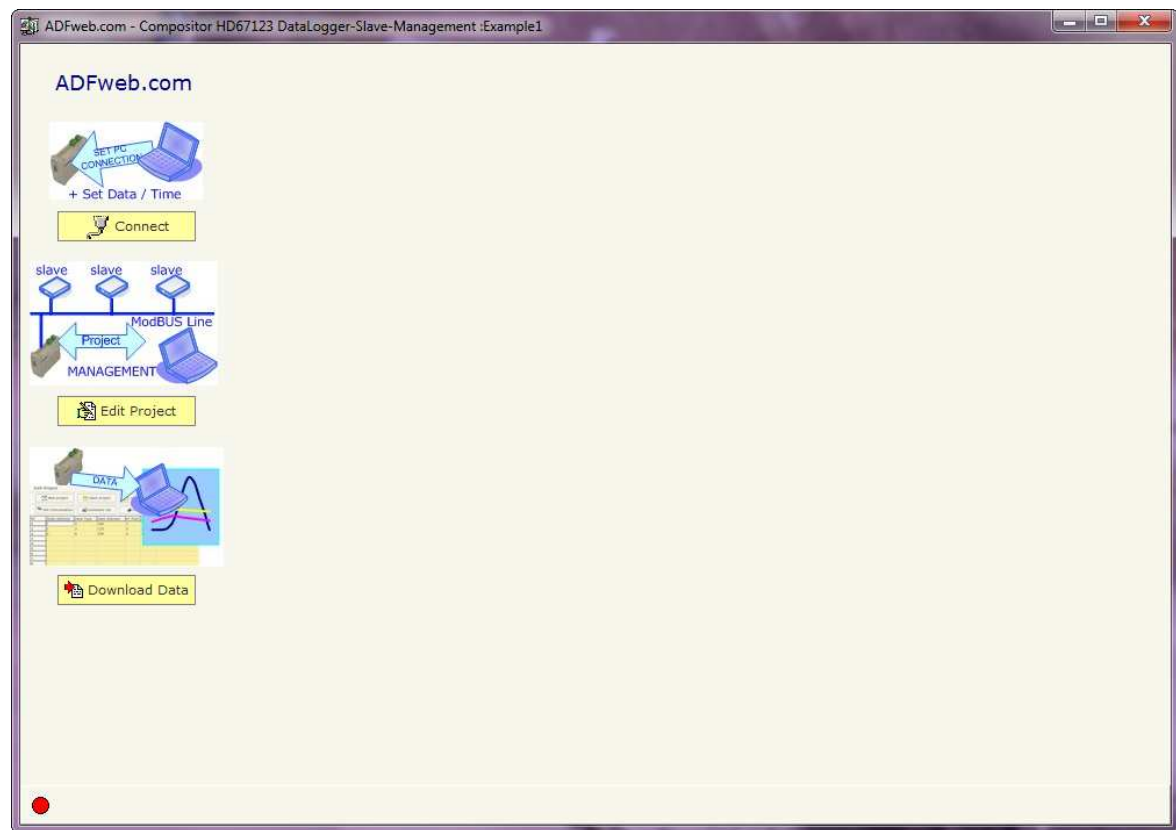 ADFweb.com - Compositor HD67123 DataLogger-Slave-Management :Example1
ADFweb.com
SET PC
CONNECTION
+ Set Data / Time
Connect
slave slave slave
ModBUS Line
Project
MANAGEMENT
Edit Project
DATA
Download Data